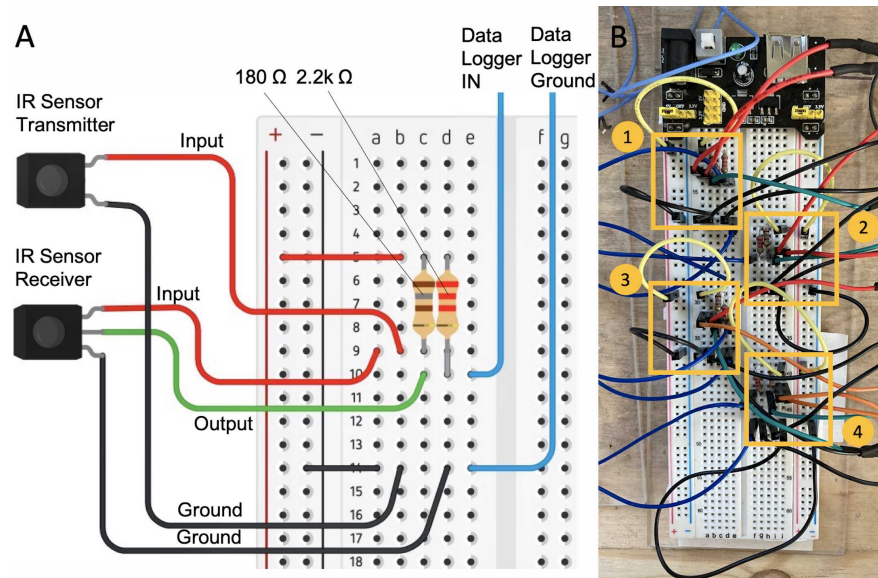 A
IR Sensor
Transmitter
Input
180 Ω 2.2k Ω
Data
Logger
IN
Data
Logger
Ground
IR Sensor
Receiver
Input
Output
Ground
Ground
+ −
a b c d e f g
1
2
3
4
5
6
7
8
9
10
11
12
13
14
15
16
17
18
B
1
2
3
4
a b c d e f g h i j